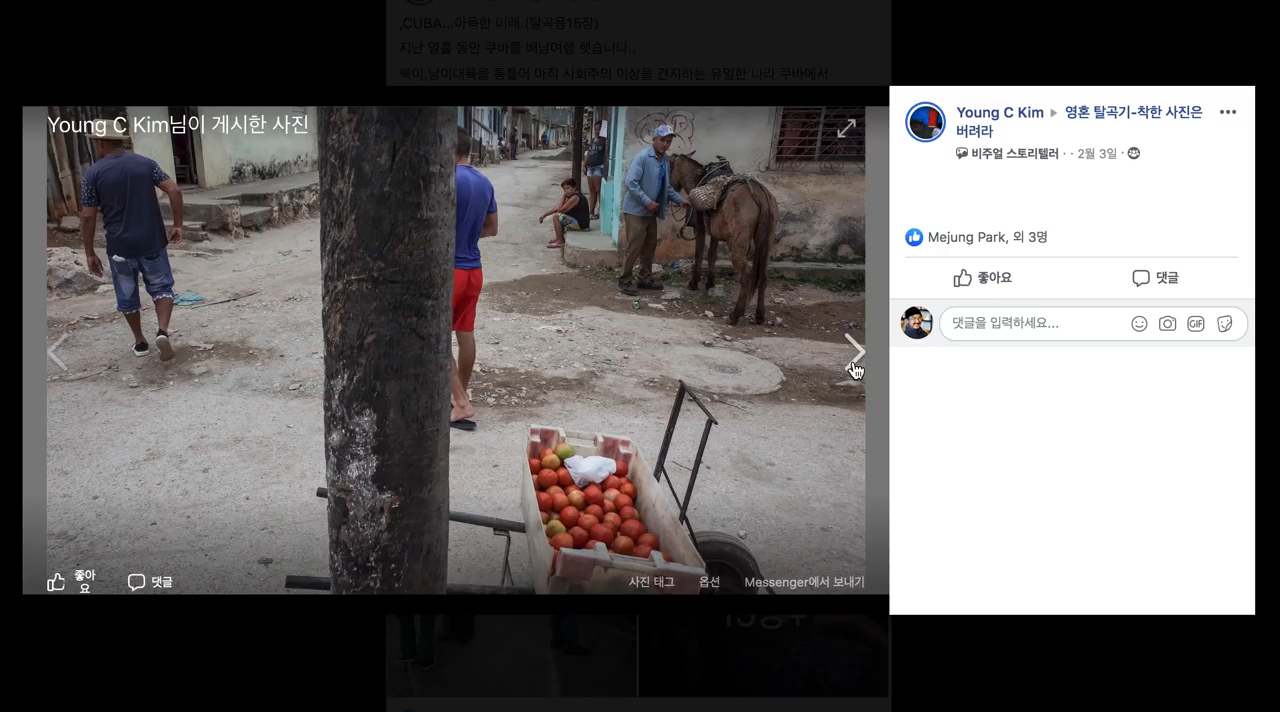 ,CUBA...아득한 미래.(탈곡용15장)
지난 열흘 동안 쿠바를 배남여행 햇습니다..
북미,남미대륙을 통틀어 아직 사회주의 이상을 견지하는 유일한 나라 쿠바에서
Young C Kim님이 게시한 사진
좋아요
댓글
사진 태그
옵션
Messenger에서 보내기
Young C Kim ▶ 영혼 탈곡기-착한 사진은
버려라
비주얼 스토리텔러 · · 2월 3일 ·
Mejung Park, 외 3명
좋아요
댓글
댓글을 입력하세요...
GIF